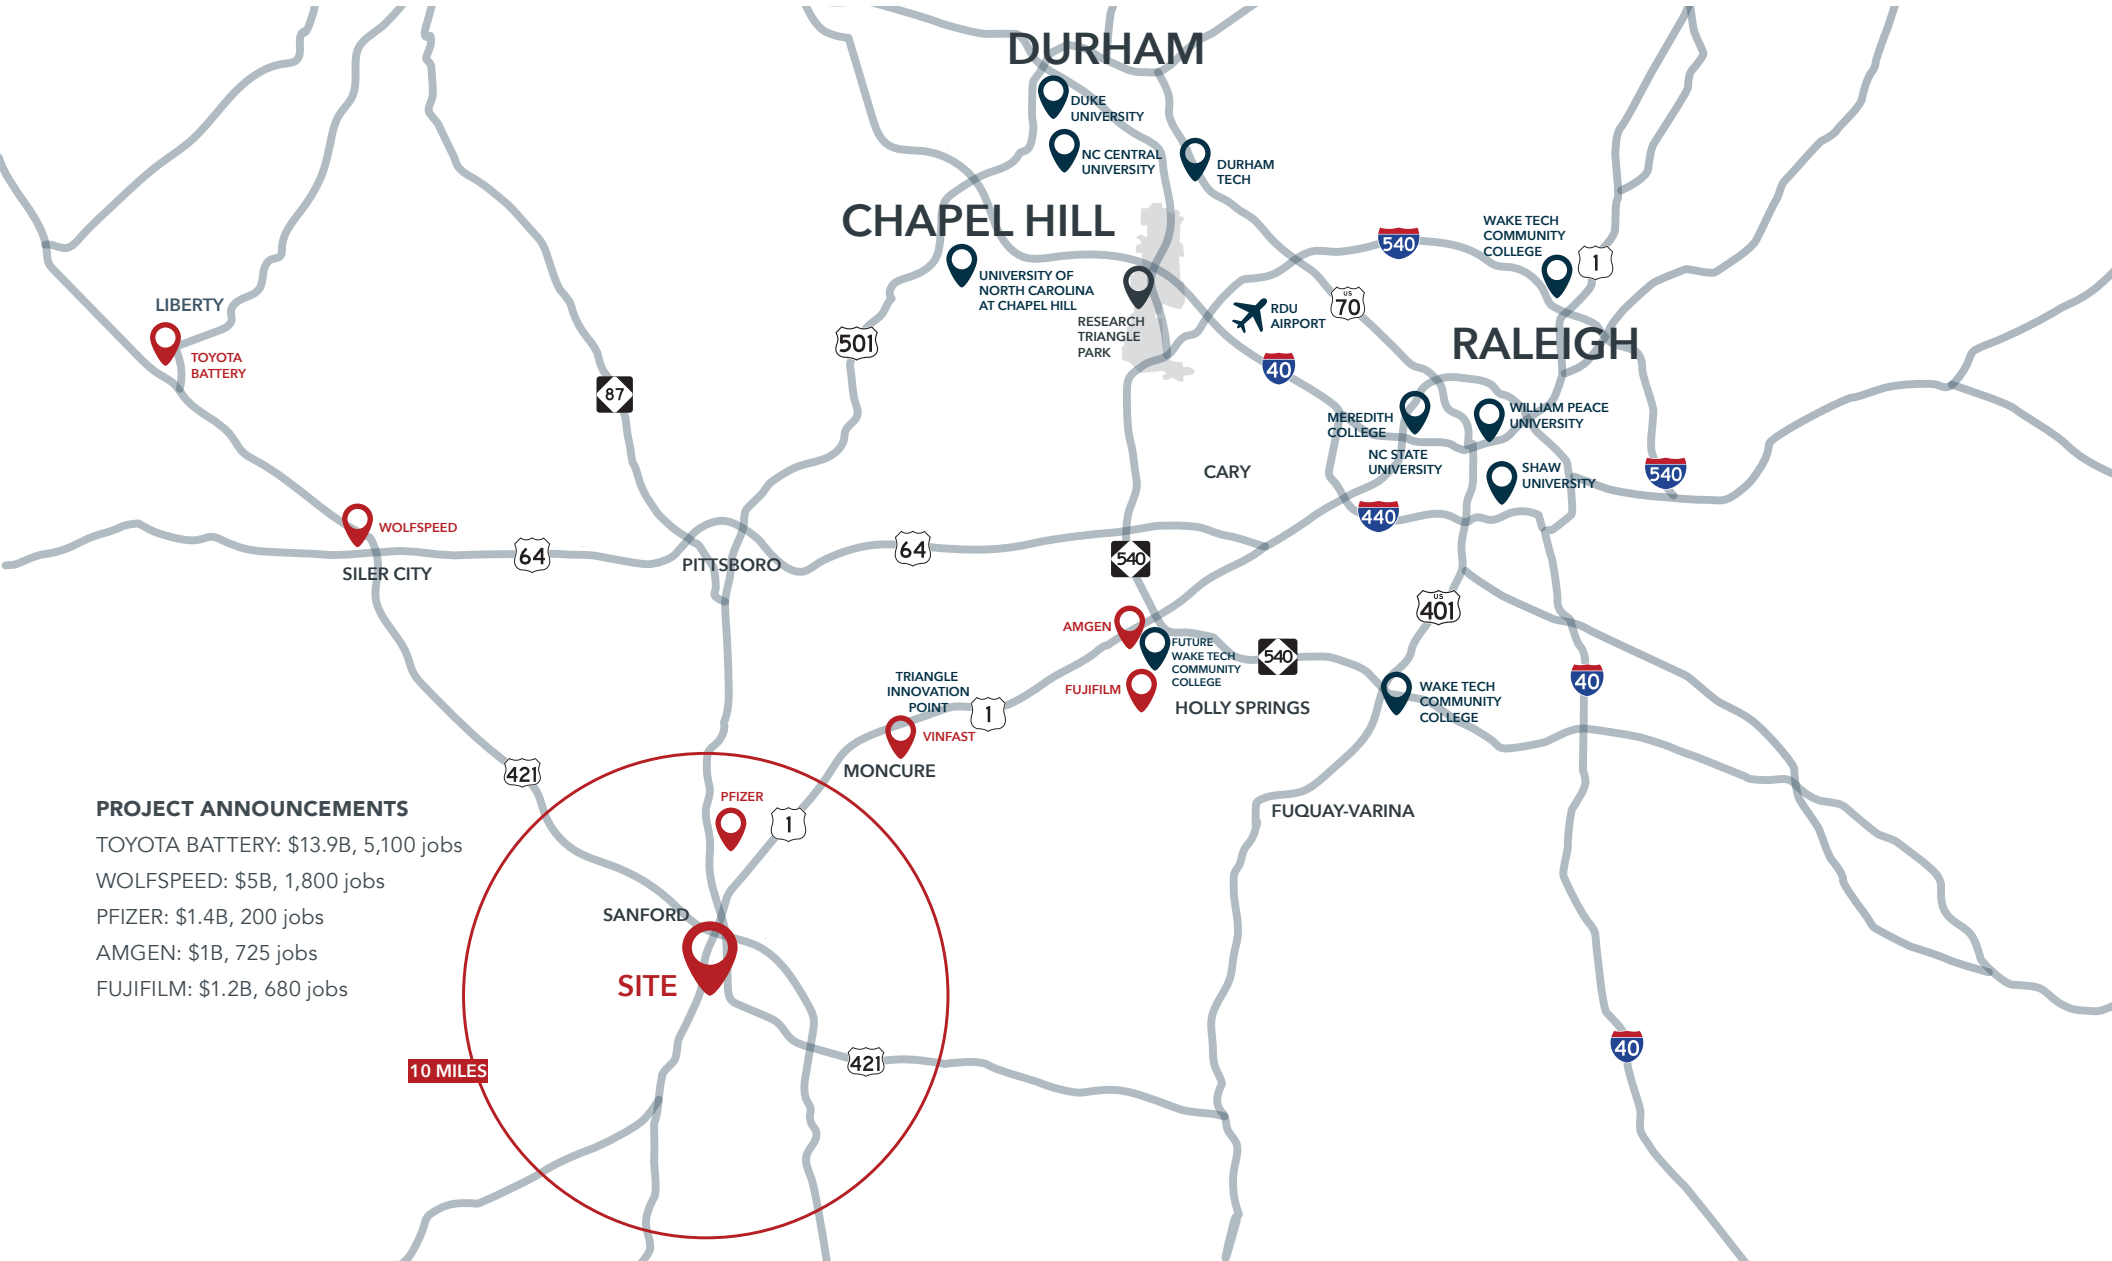 DURHAM
DUKE
UNIVERSITY
NC CENTRAL
UNIVERSITY
DURHAM
TECH
CHAPEL HILL
UNIVERSITY OF
NORTH CAROLINA
AT CHAPEL HILL
RESEARCH
TRIANGLE
PARK
RDU
AIRPORT
540
WAKE TECH
COMMUNITY
COLLEGE
1
US
70
RALEIGH
40
LIBERTY
TOYOTA
BATTERY
501
87
MEREDITH
COLLEGE
WILLIAM PEACE
UNIVERSITY
NC STATE
UNIVERSITY
SHAW
UNIVERSITY
540
CARY
440
WOLFSPEED
SILER CITY
64
PITTSBORO
64
540
US
401
AMGEN
FUTURE
WAKE TECH
COMMUNITY
COLLEGE
540
FUJIFILM
HOLLY SPRINGS
WAKE TECH
COMMUNITY
COLLEGE
40
TRIANGLE
INNOVATION
POINT
1
VINFAST
MONCURE
421
PFIZER
1
FUQUAY-VARINA
PROJECT ANNOUNCEMENTS
TOYOTA BATTERY: $13.9B, 5,100 jobs
WOLFSPEED: $5B, 1,800 jobs
PFIZER: $1.4B, 200 jobs
AMGEN: $1B, 725 jobs
FUJIFILM: $1.2B, 680 jobs
SANFORD
SITE
10 MILES
421
40